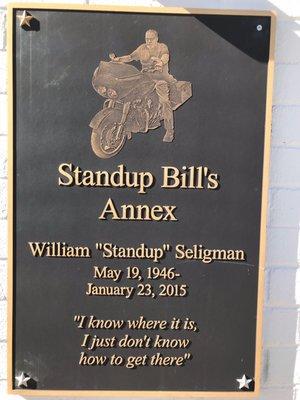 Standup Bill's
Annex
William "Standup" Seligman
May 19, 1946-
January 23, 2015
"I know where it is,
I just don't know
how to get there"